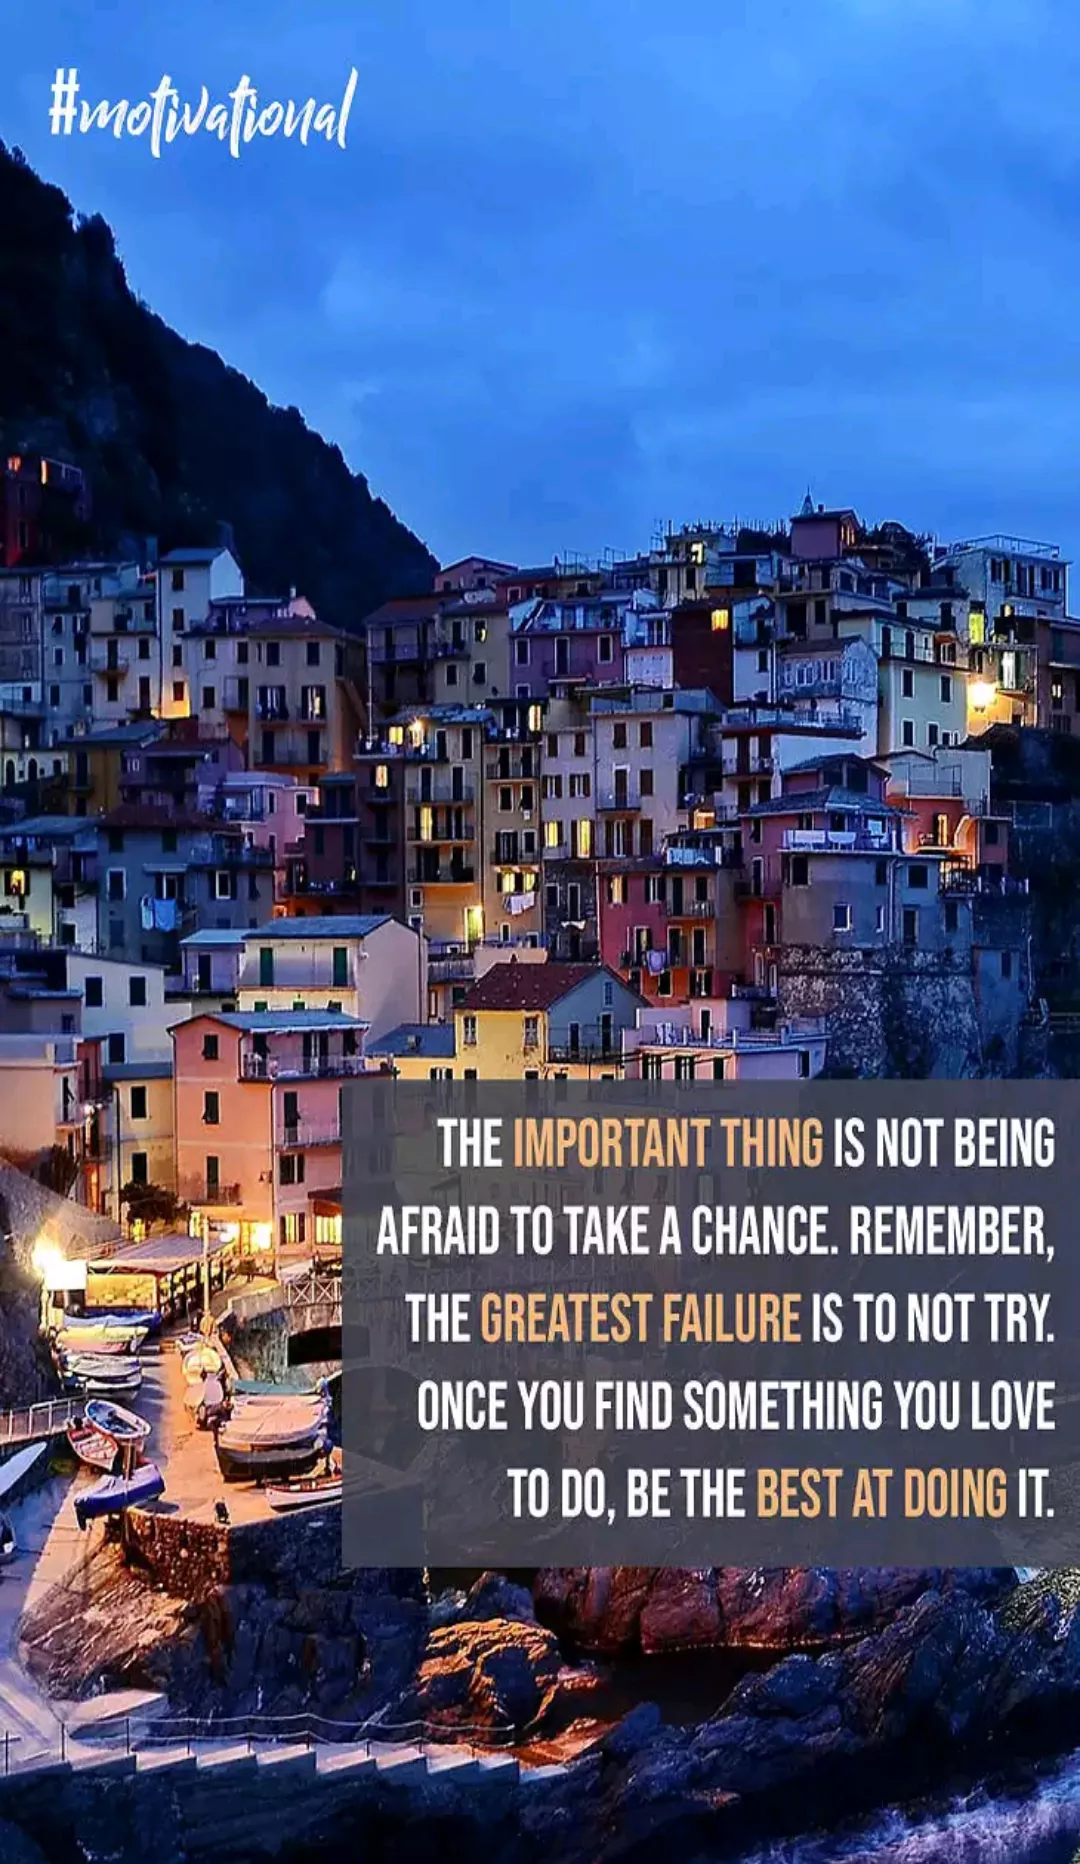 #motivational
THE IMPORTANT THING IS NOT BEING
AFRAID TO TAKE A CHANCE. REMEMBER,
THE GREATEST FAILURE IS TO NOT TRY.
ONCE YOU FIND SOMETHING YOU LOVE
TO DO, BE THE BEST AT DOING IT.